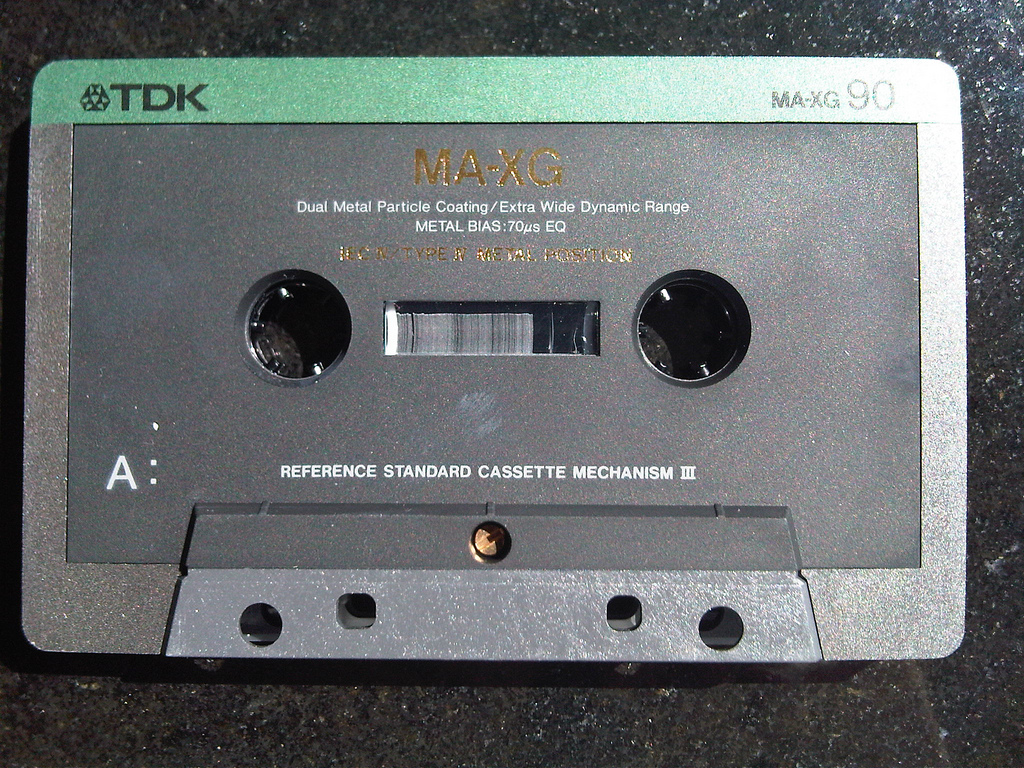 TDK MA-XG 90
MA-XG
Dual Metal Particle Coating/Extra Wide Dynamic Range
METAL BIAS:70µs EQ
IEC IV/TYPE IV METAL POSITION
A:
REFERENCE STANDARD CASSETTE MECHANISM III